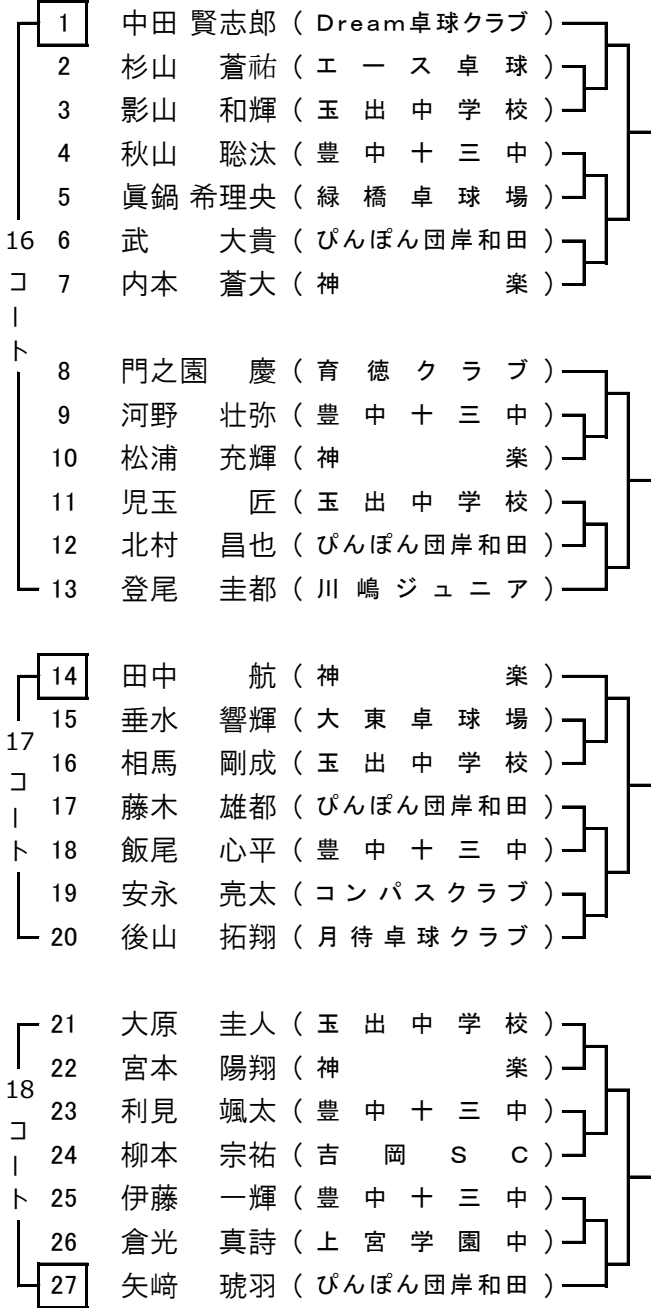 1 中田 賢志郎 ( Dream卓球クラブ )
2 杉山 蒼祐 ( エース卓球 )
3 影山 和輝 ( 玉出中学校 )
4 秋山 聡汰 ( 豊中十三中 )
5 眞鍋 希理央 ( 緑橋卓球場 )
16コート
6 武 大貴 ( ぴんぽん団岸和田 )
7 内本 蒼大 ( 神楽 )
8 門之園 慶 ( 育徳クラブ )
9 河野 壮弥 ( 豊中十三中 )
10 松浦 充輝 ( 神楽 )
11 児玉 匠 ( 玉出中学校 )
12 北村 昌也 ( ぴんぽん団岸和田 )
13 登尾 圭都 ( 川嶋ジュニア )
14 田中 航 ( 神楽 )
15 垂水 響輝 ( 大東卓球場 )
17コート
16 相馬 剛成 ( 玉出中学校 )
17 藤木 雄都 ( ぴんぽん団岸和田 )
18 飯尾 心平 ( 豊中十三中 )
19 安永 亮太 ( コンパスクラブ )
20 後山 拓翔 ( 月待卓球クラブ )
21 大原 圭人 ( 玉出中学校 )
22 宮本 陽翔 ( 神楽 )
18コート
23 利見 颯太 ( 豊中十三中 )
24 柳本 宗祐 ( 吉岡SC )
25 伊藤 一輝 ( 豊中十三中 )
26 倉光 真詩 ( 上宮学園中 )
27 矢﨑 琥羽 ( ぴんぽん団岸和田 )